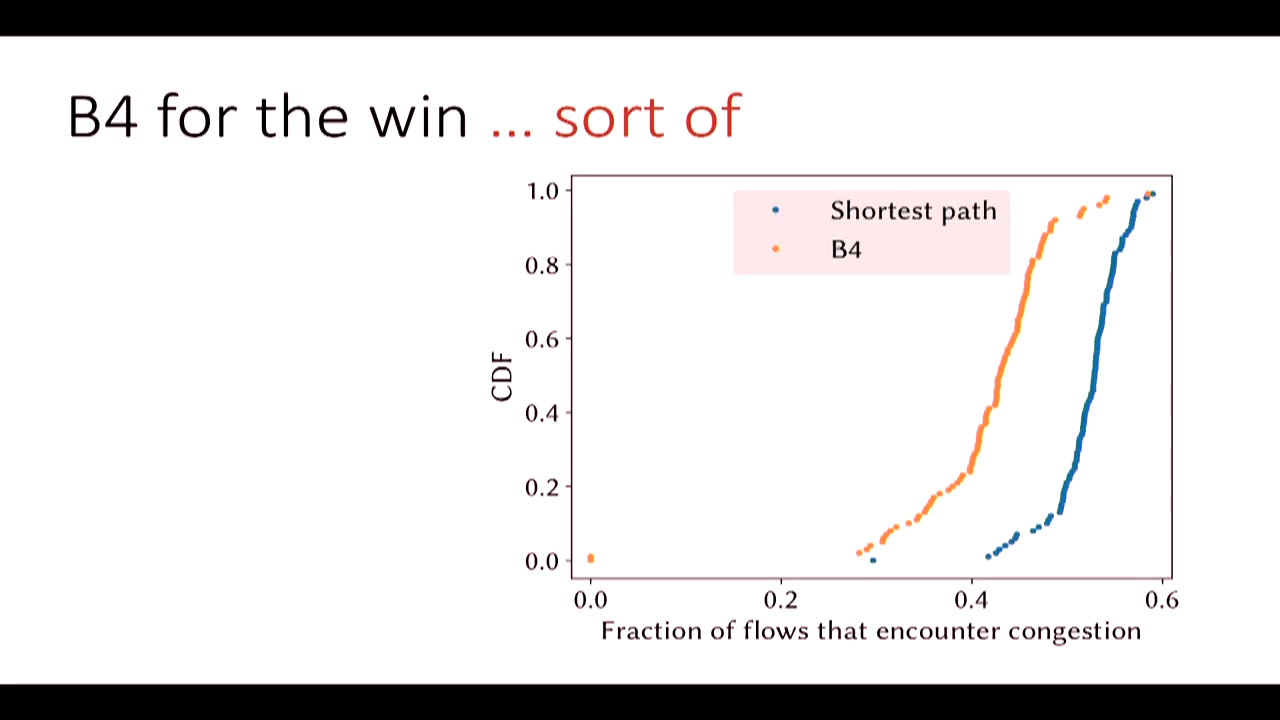 B4 for the win ... sort of
Shortest path
B4
CDF
1.0
0.8
0.6
0.4
0.2
0.0
0.0 0.2 0.4 0.6
Fraction of flows that encounter congestion